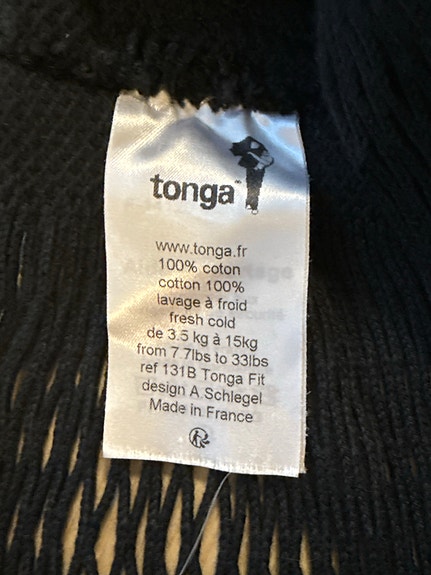 tonga™
www.tonga.fr
100% coton
cotton 100%
lavage à froid
fresh cold
de 3.5 kg à 15kg
from 7.7lbs to 33lbs
ref 131B Tonga Fit
design A Schlegel
Made in France